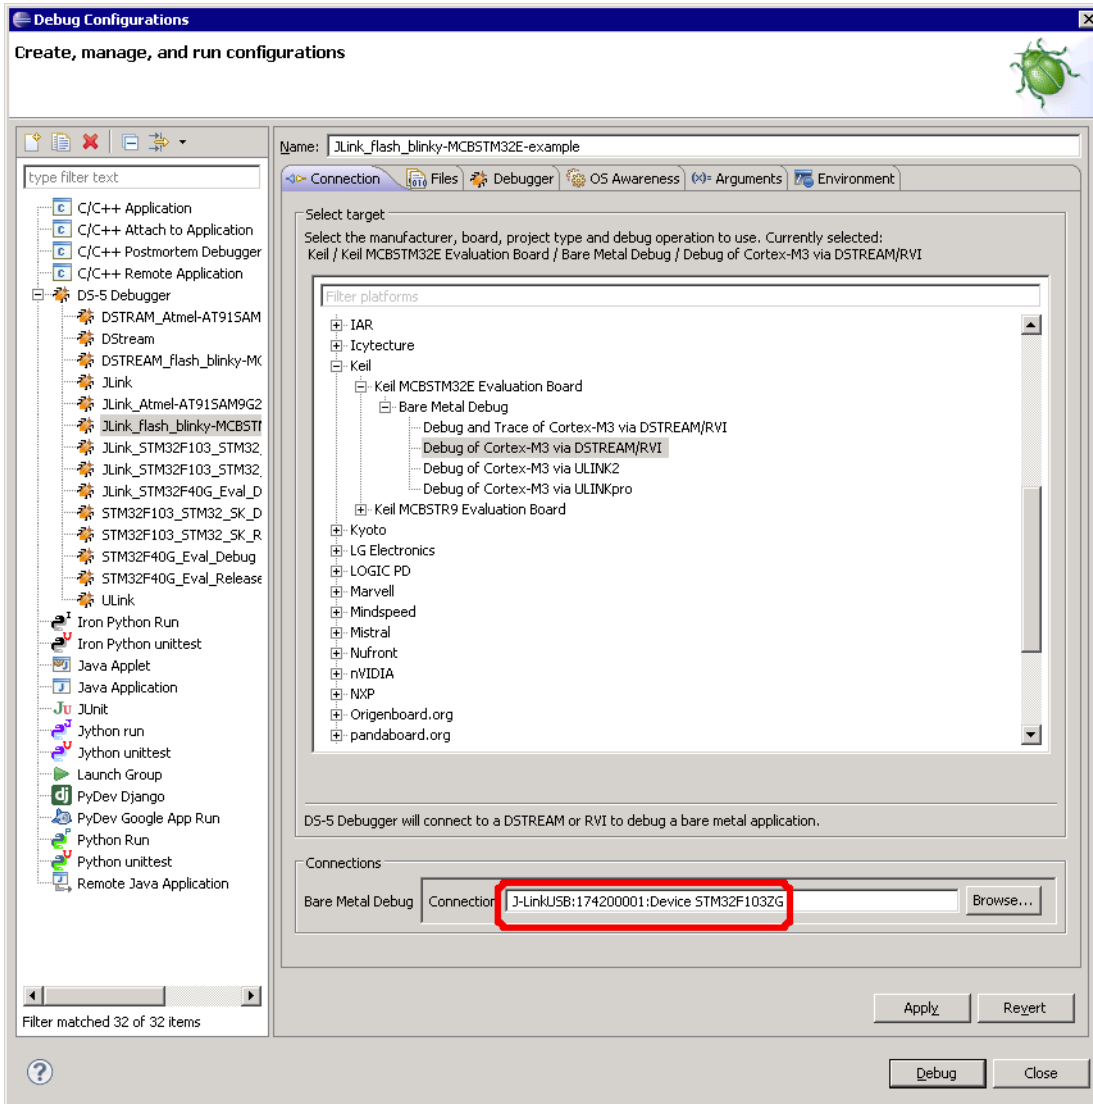 Debug Configurations
Create, manage, and run configurations
type filter text
C/C++ Application
C/C++ Attach to Application
C/C++ Postmortem Debugger
C/C++ Remote Application
DS-5 Debugger
DSTRAM_Atmel-AT91SAM
DStream
DSTREAM_flash_blinky-MC
JLink
JLink_Atmel-AT91SAM9G2
JLink_flash_blinky-MCBSTM
JLink_STM32F103_STM32_
JLink_STM32F103_STM32_
JLink_STM32F40G_Eval_D
STM32F103_STM32_SK_D
STM32F103_STM32_SK_R
STM32F40G_Eval_Debug
STM32F40G_Eval_Release
ULink
Iron Python Run
Iron Python unittest
Java Applet
Java Application
JUnit
Jython run
Jython unittest
Launch Group
PyDev Django
PyDev Google App Run
Python Run
Python unittest
Remote Java Application
Filter matched 32 of 32 items
Name: JLink_flash_blinky-MCBSTM32E-example
Connection Files Debugger OS Awareness (x)= Arguments Environment
Select target
Select the manufacturer, board, project type and debug operation to use. Currently selected:
Keil / Keil MCBSTM32E Evaluation Board / Bare Metal Debug / Debug of Cortex-M3 via DSTREAM/RVI
Filter platforms
IAR
Icytecture
Keil
Keil MCBSTM32E Evaluation Board
Bare Metal Debug
Debug and Trace of Cortex-M3 via DSTREAM/RVI
Debug of Cortex-M3 via DSTREAM/RVI
Debug of Cortex-M3 via ULINK2
Debug of Cortex-M3 via ULINKpro
Keil MCBSTR9 Evaluation Board
Kyoto
LG Electronics
LOGIC PD
Marvell
Mindspeed
Mistral
Nufront
nVIDIA
NXP
Origenboard.org
pandaboard.org
DS-5 Debugger will connect to a DSTREAM or RVI to debug a bare metal application.
Connections
Bare Metal Debug Connection J-LinkUSB:174200001:Device STM32F103ZG Browse...
Apply Revert
Debug Close